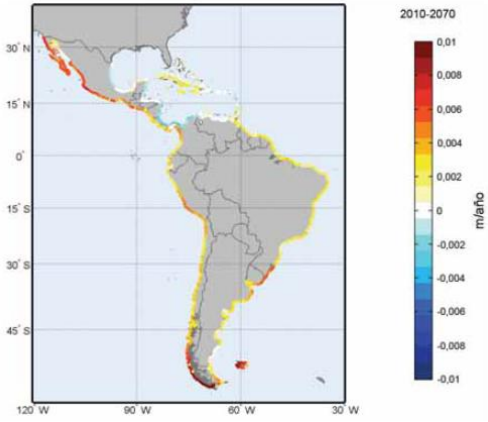 2010-2070
30° N
15° N
0°
15° S
30° S
45° S
120 W
90° W
60° W
30° W
0,01
0,008
0,006
0,004
0,002
0
-0,002
-0,004
-0,006
-0,008
-0,01
m/año